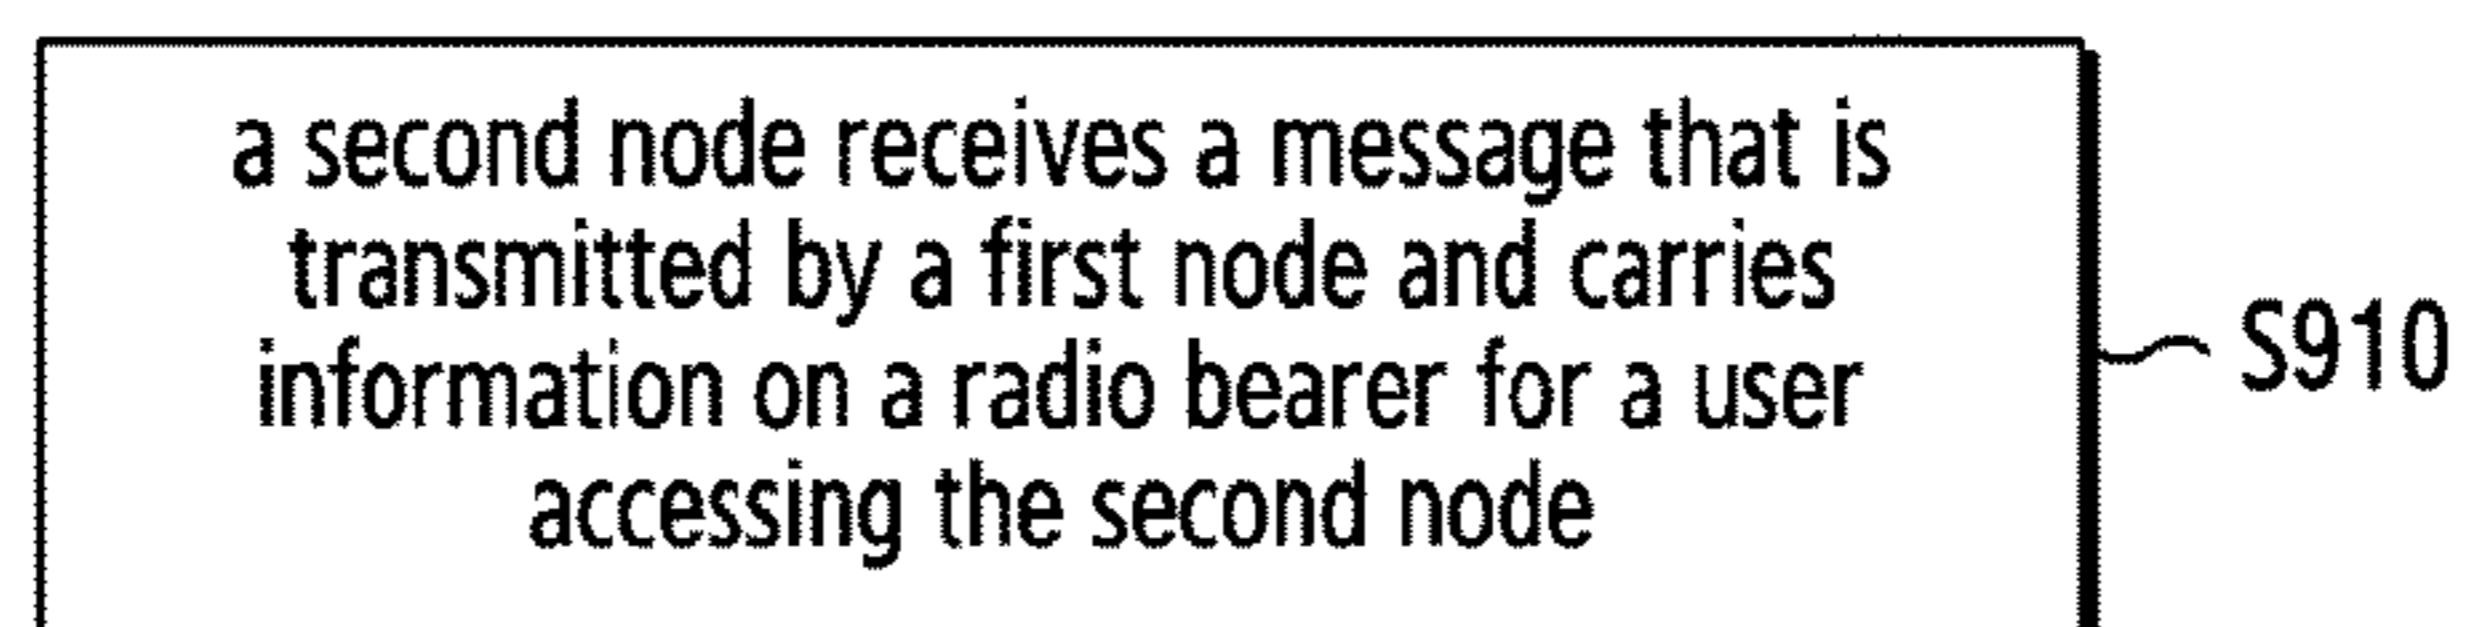 a second node receives a message that is
transmitted by a first node and carries
information on a radio bearer for a user
accessing the second node
S910